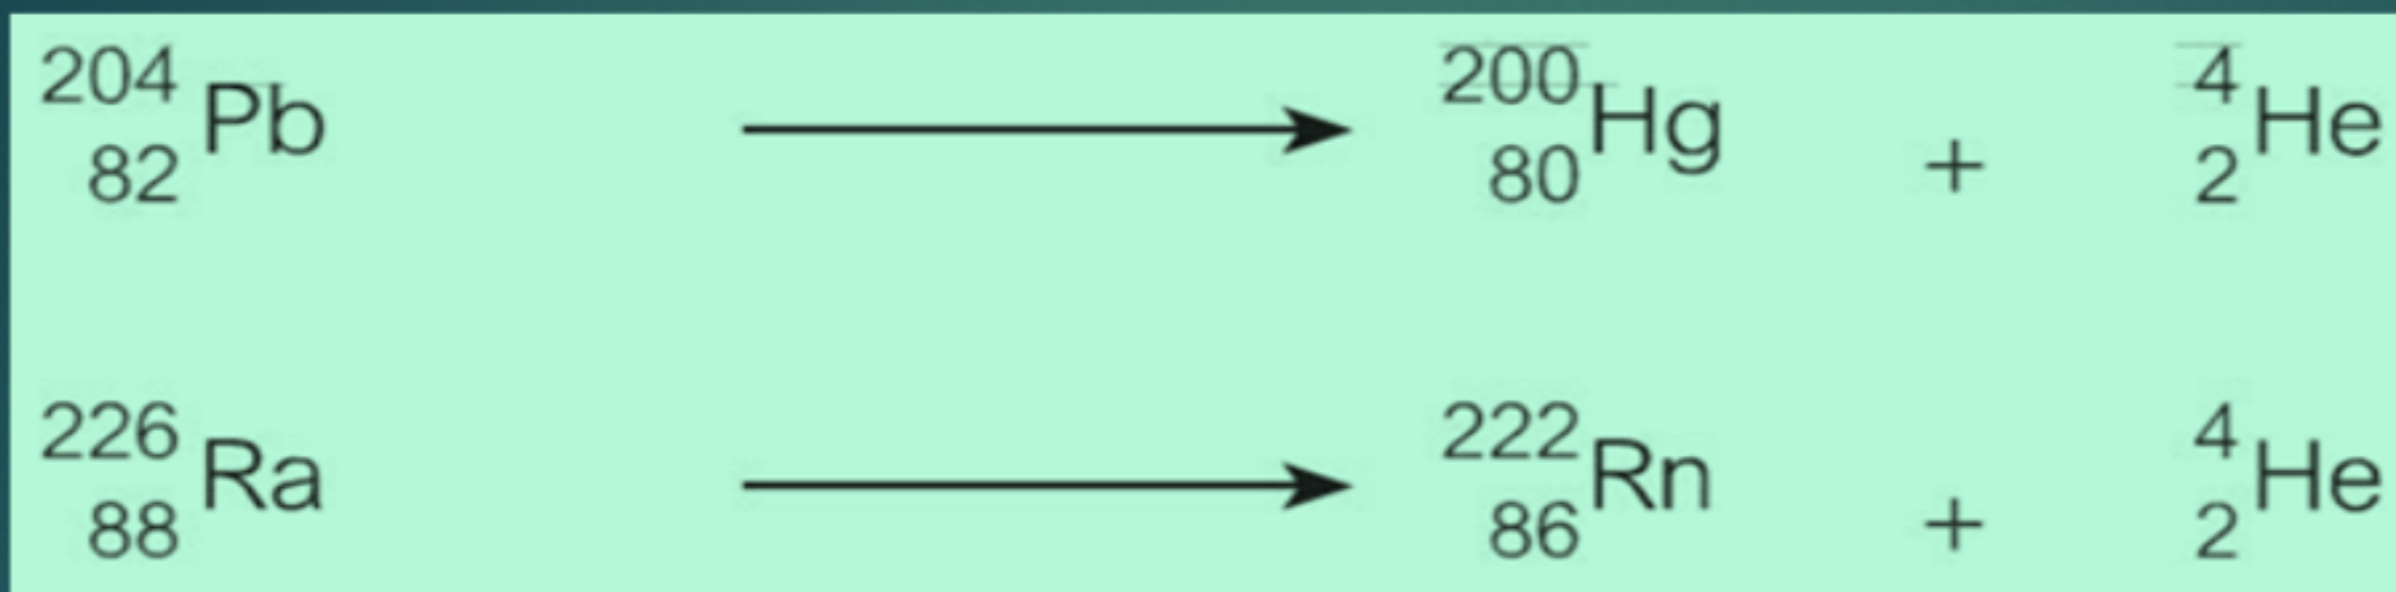 204 82 Pb → 200 80 Hg + 4 2 He
226 88 Ra → 222 86 Rn + 4 2 He